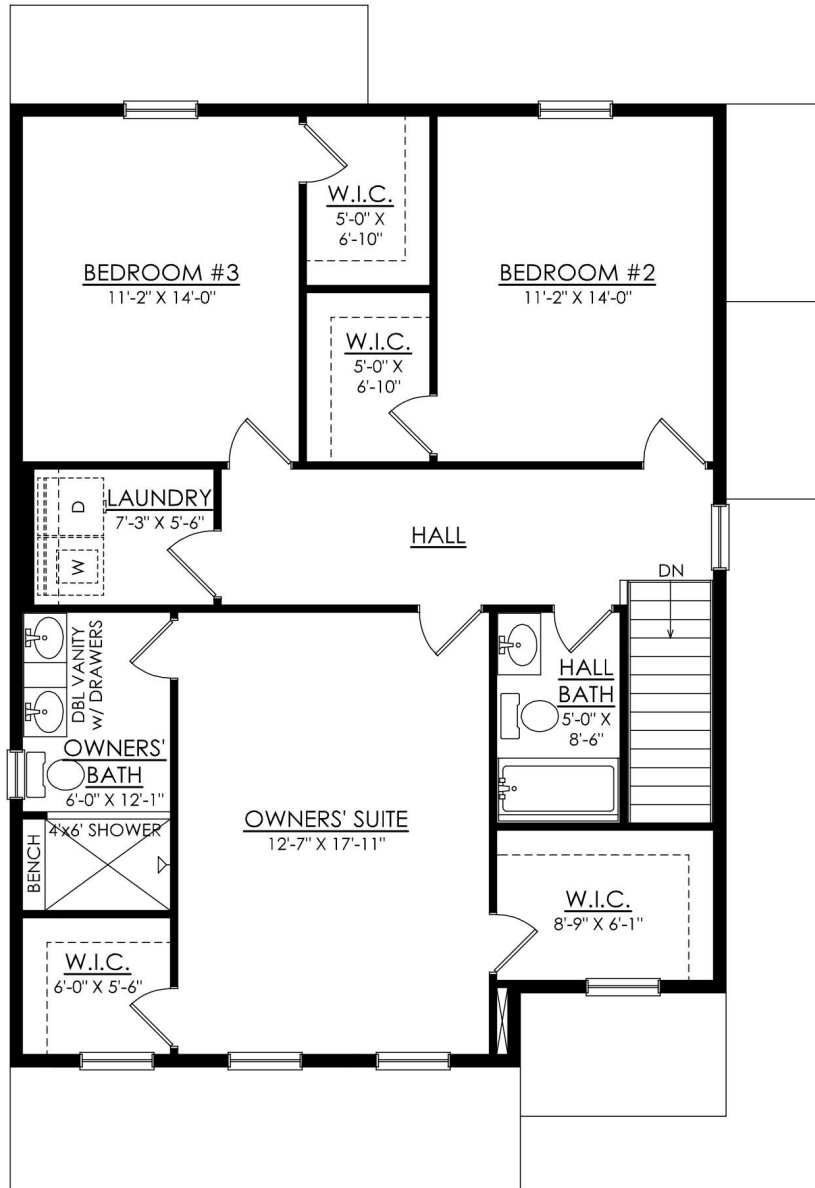 W.I.C.
5'-0" X
6'-10"
BEDROOM #3
11'-2" X 14'-0"
BEDROOM #2
11'-2" X 14'-0"
W.I.C.
5'-0" X
6'-10"
D
W
LAUNDRY
7'-3" X 5'-6"
HALL
DN
DBL VANITY
W/ DRAWERS
HALL
BATH
5'-0" X
8'-6"
OWNERS'
BATH
6'-0" X 12'-1"
4'x6' SHOWER
BENCH
OWNERS' SUITE
12'-7" X 17'-11"
W.I.C.
8'-9" X 6'-1"
W.I.C.
6'-0" X 5'-6"